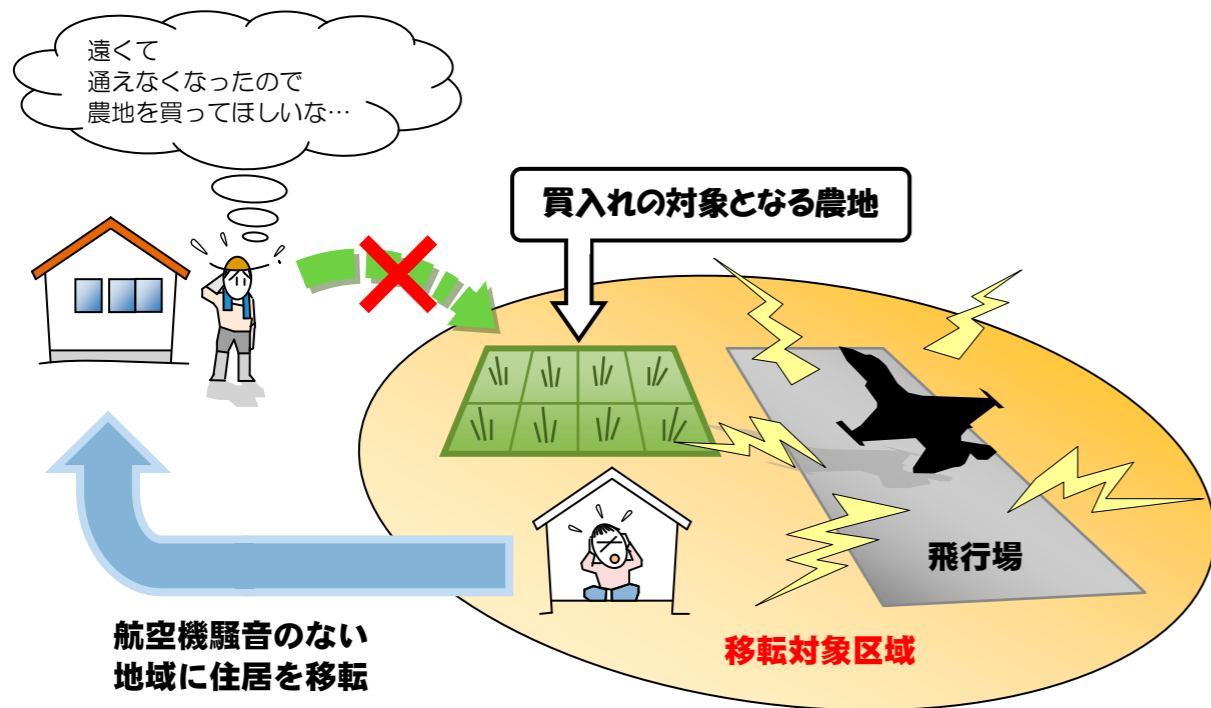 遠くて
通えなくなったので
農地を買ってほしいな…
買入れの対象となる農地
飛行場
移転対象区域
航空機騒音のない
地域に住居を移転